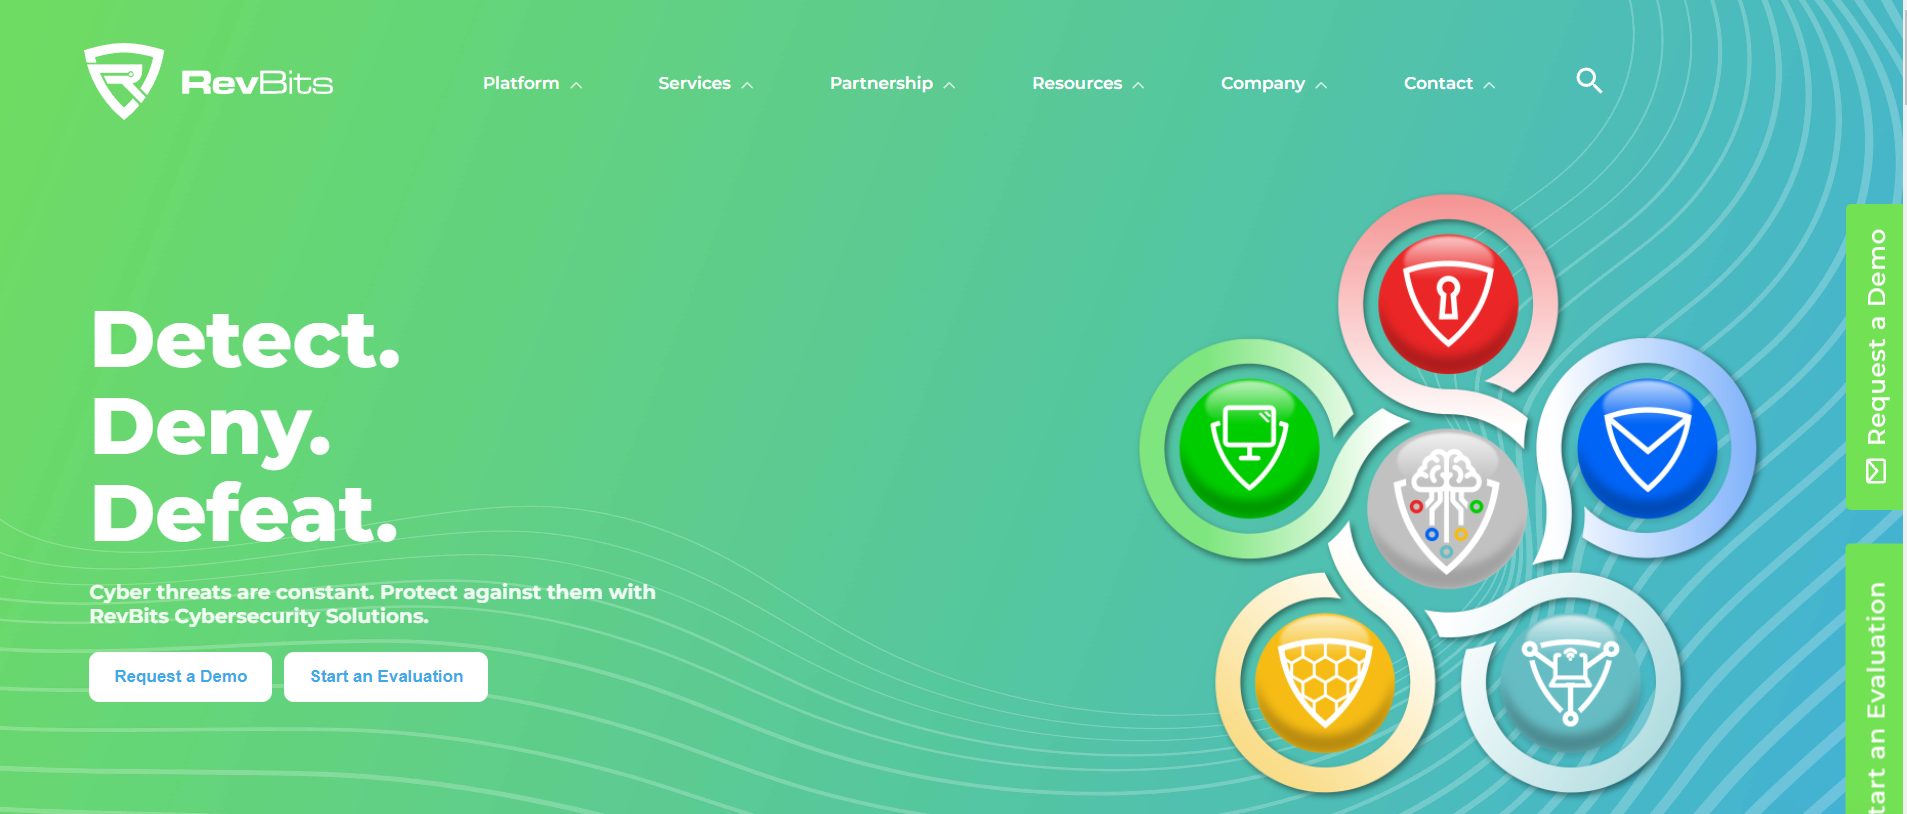 RevBits
Platform
Services
Partnership
Resources
Company
Contact
Detect.
Deny.
Defeat.
Cyber threats are constant. Protect against them with
RevBits Cybersecurity Solutions.
Request a Demo
Start an Evaluation
Request a Demo
tart an Evaluation